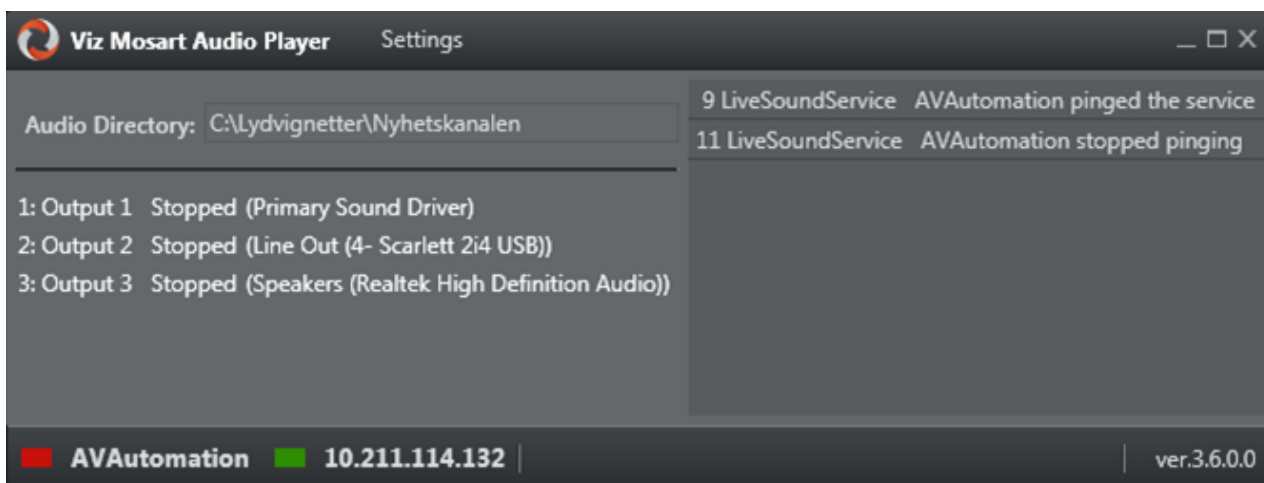 Viz Mosart Audio Player Settings
Audio Directory: C:\Lydvignetter\Nyhetskanalen
1: Output 1 Stopped (Primary Sound Driver)
2: Output 2 Stopped (Line Out (4- Scarlett 2i4 USB))
3: Output 3 Stopped (Speakers (Realtek High Definition Audio))
9 LiveSoundService AVAutomation pinged the service
11 LiveSoundService AVAutomation stopped pinging
AVAutomation 10.211.114.132 ver.3.6.0.0